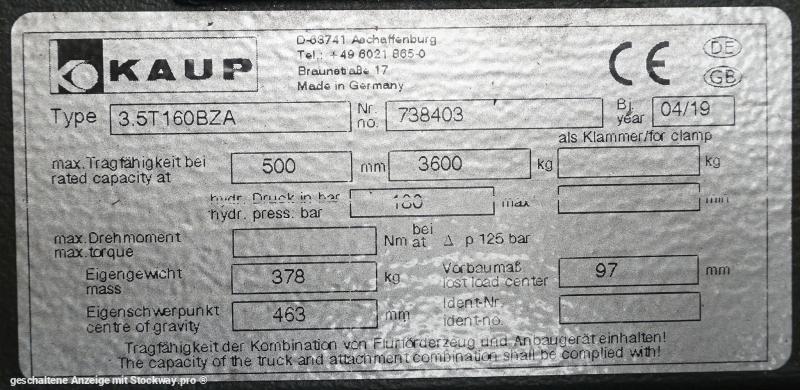 KAUP
D-63741 Aschaffenburg
Tel.: +49 6021 865-0
Braunstraße 17
Made in Germany
CE
DE
GB
Type 3.5T160BZA Nr. no. 738403 Bj. year 04/19
als Klammer/for clamp
max.Tragfähigkeit bei 500 mm 3600 kg kg
rated capacity at
hydr. Druck in bar max
hydr. press. bar
max.Drehmoment Nm bei Δ p 125 bar
max.torque at
Eigengewicht 378 kg Vorbaumaß 97 mm
mass lost load center
Eigenschwerpunkt 463 mm Ident-Nr.
centre of gravity ident-no.
Tragfähigkeit der Kombination von Flurförderzeug und Anbaugerät einhalten!
The capacity of the truck and attachment combination shall be complied with!
geschaltene Anzeige mit Stockway.pro ®